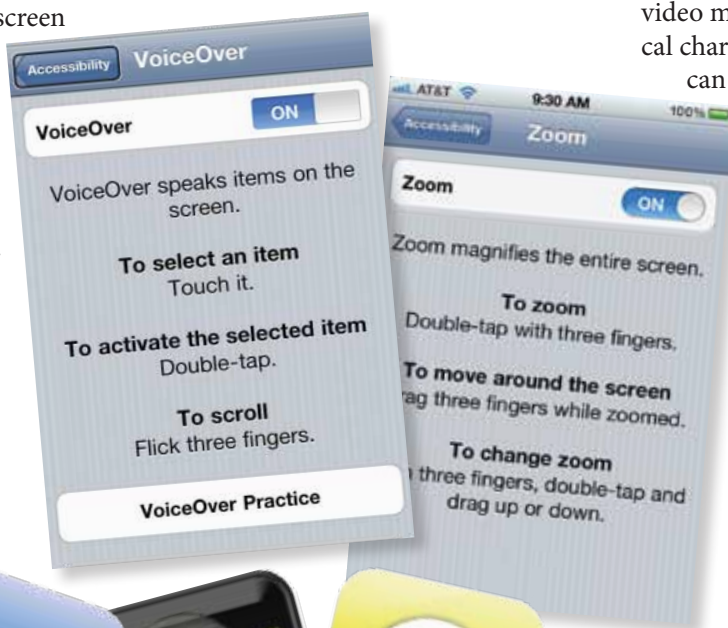 screen
video m
cal chan
can
Accessibility VoiceOver
VoiceOver ON
VoiceOver speaks items on the
screen.
To select an item
Touch it.
To activate the selected item
Double-tap.
To scroll
Flick three fingers.
VoiceOver Practice
AT&T 9:30 AM 100%
Accessibility Zoom
Zoom ON
Zoom magnifies the entire screen.
To zoom
Double-tap with three fingers.
To move around the screen
rag three fingers while zoomed.
To change zoom
three fingers, double-tap and
drag up or down.